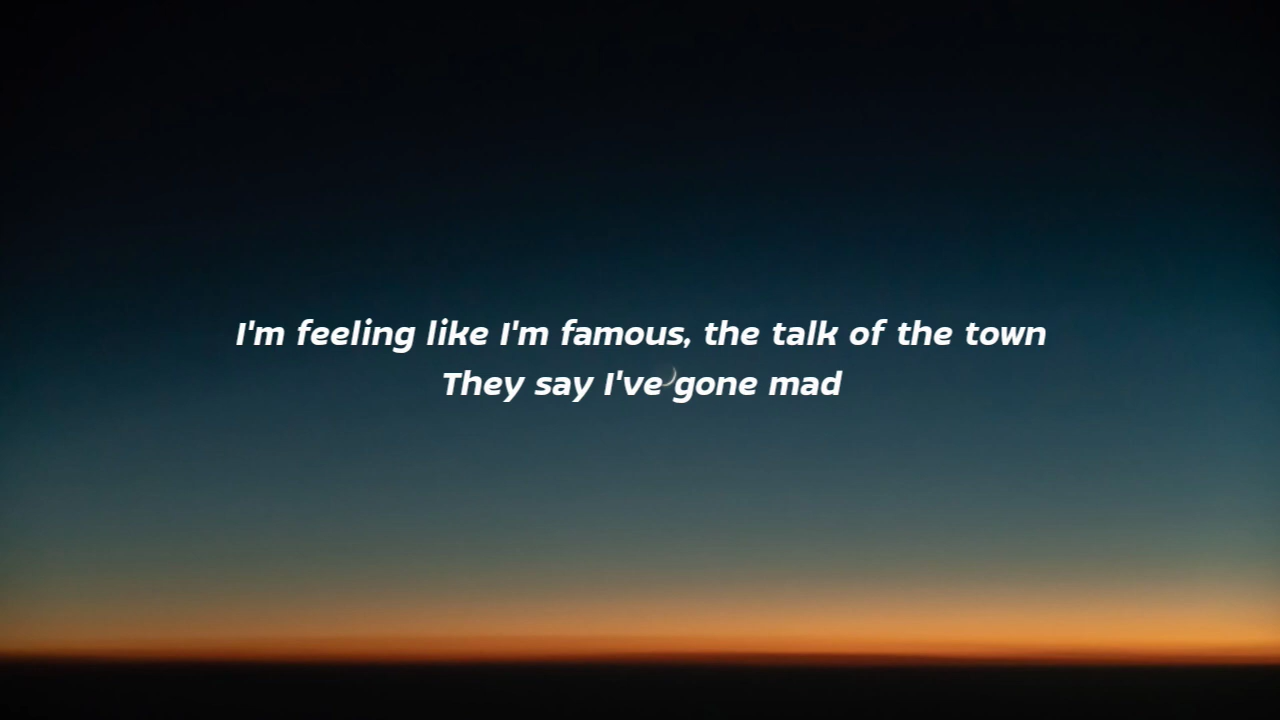 I'm feeling like I'm famous, the talk of the town
They say I've gone mad